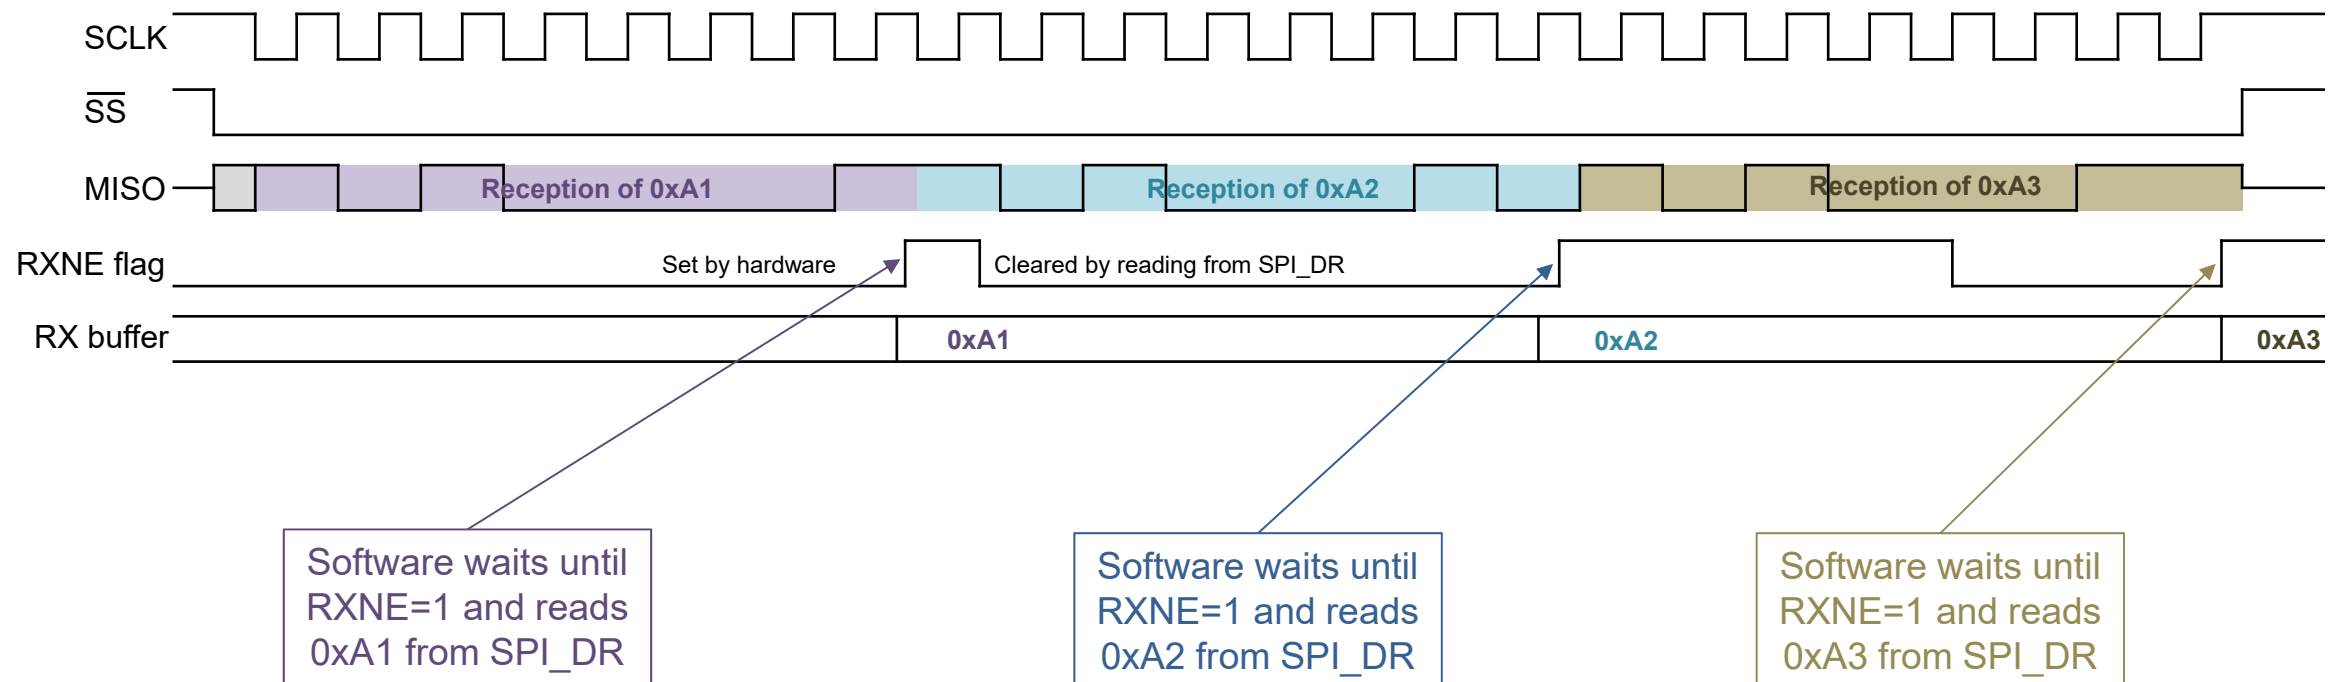 SCLK
SS
MISO
Reception of 0xA1
Reception of 0xA2
Reception of 0xA3
RXNE flag
Set by hardware
Cleared by reading from SPI_DR
RX buffer
0xA1
0xA2
0xA3
Software waits until
RXNE=1 and reads
0xA1 from SPI_DR
Software waits until
RXNE=1 and reads
0xA2 from SPI_DR
Software waits until
RXNE=1 and reads
0xA3 from SPI_DR